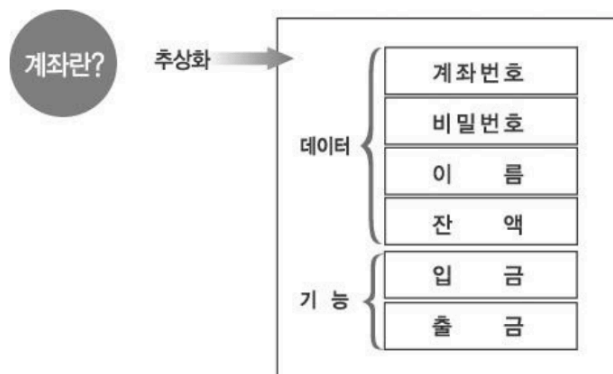 계좌란?
추상화
데이터
계좌번호
비밀번호
이 름
잔 액
기 능
입 금
출 금